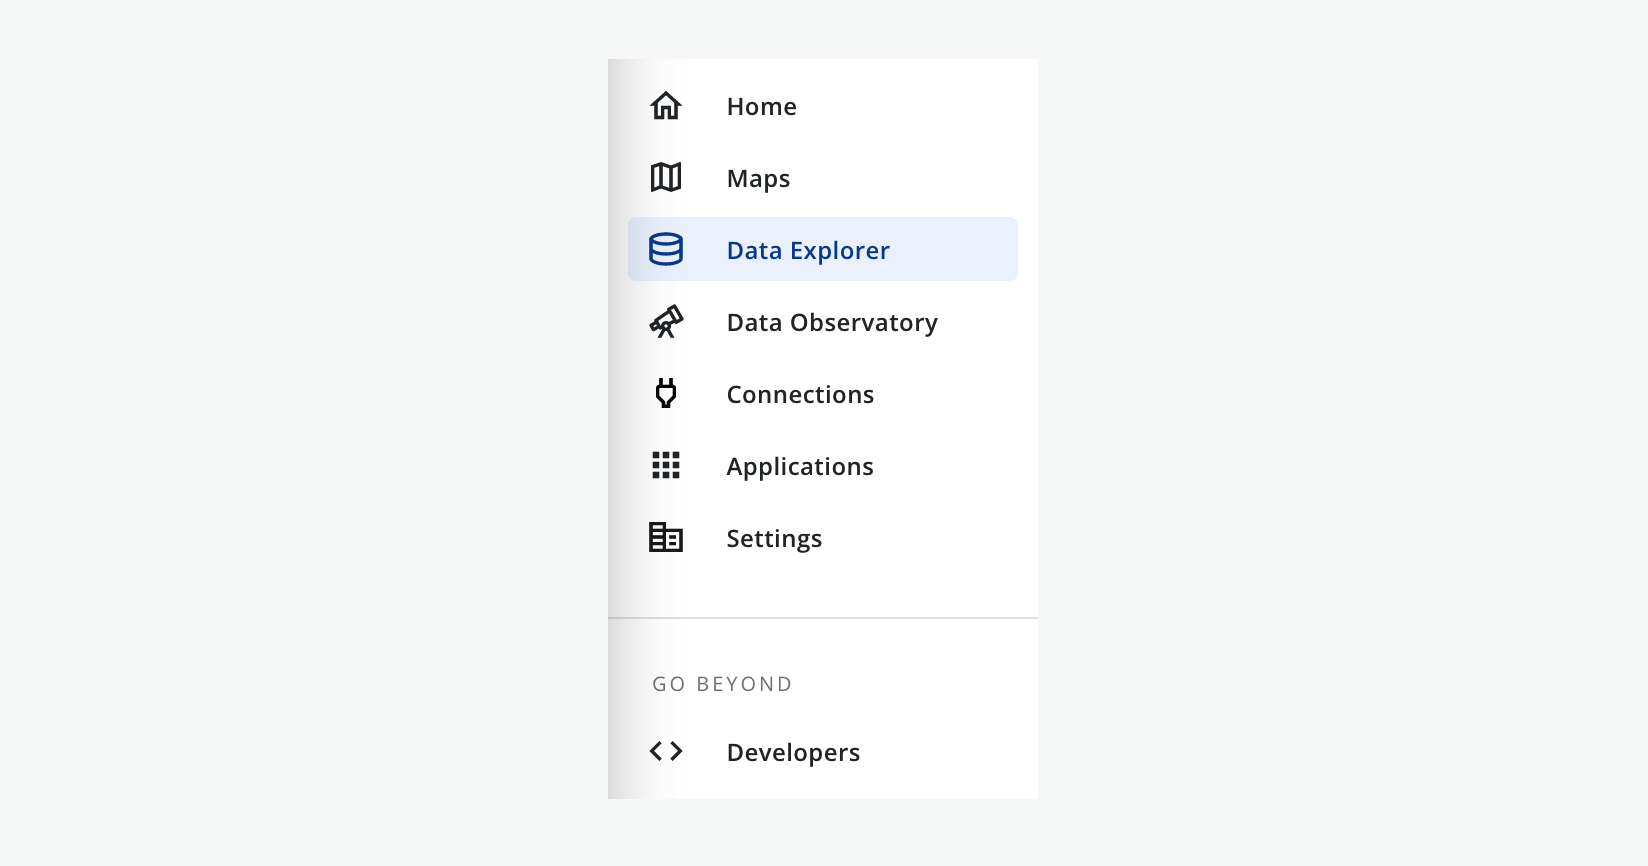 Home
Maps
Data Explorer
Data Observatory
Connections
Applications
Settings
GO BEYOND
Developers